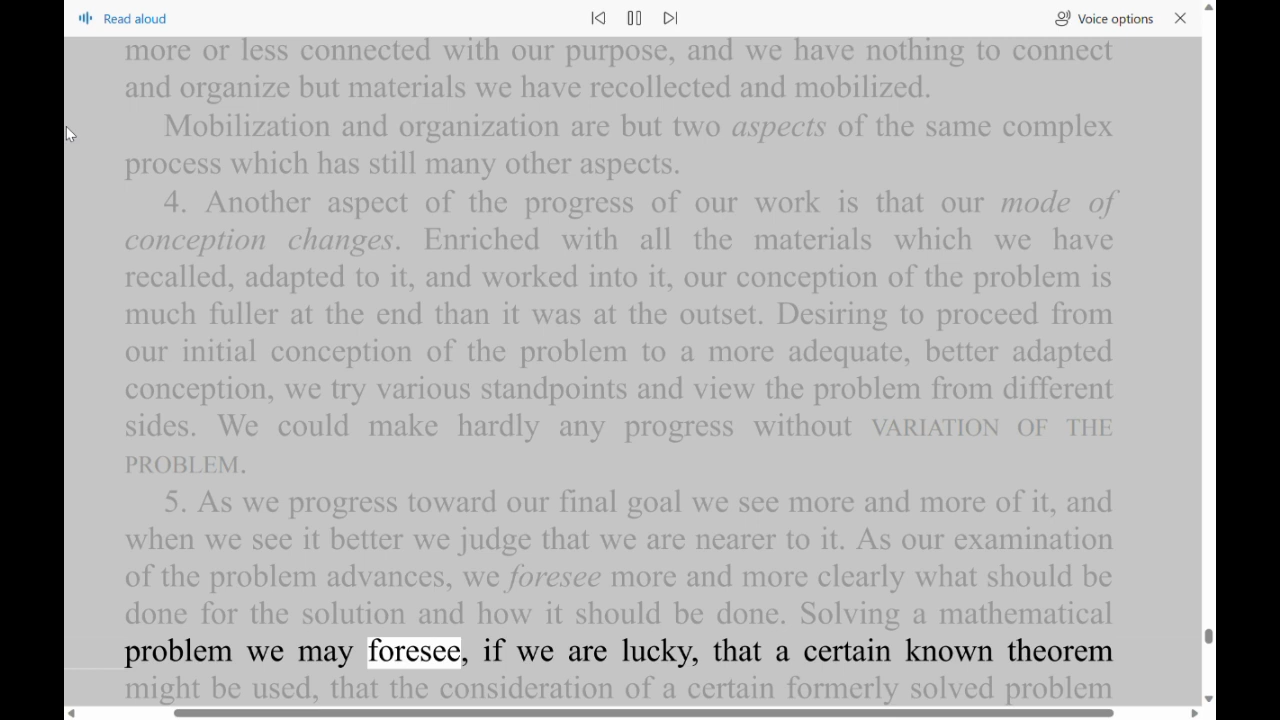 Read aloud
Voice options
more or less connected with our purpose, and we have nothing to connect
and organize but materials we have recollected and mobilized.
Mobilization and organization are but two aspects of the same complex
process which has still many other aspects.
4. Another aspect of the progress of our work is that our mode of
conception changes. Enriched with all the materials which we have
recalled, adapted to it, and worked into it, our conception of the problem is
much fuller at the end than it was at the outset. Desiring to proceed from
our initial conception of the problem to a more adequate, better adapted
conception, we try various standpoints and view the problem from different
sides. We could make hardly any progress without VARIATION OF THE
PROBLEM.
5. As we progress toward our final goal we see more and more of it, and
when we see it better we judge that we are nearer to it. As our examination
of the problem advances, we foresee more and more clearly what should be
done for the solution and how it should be done. Solving a mathematical
problem we may foresee, if we are lucky, that a certain known theorem
might be used, that the consideration of a certain formerly solved problem